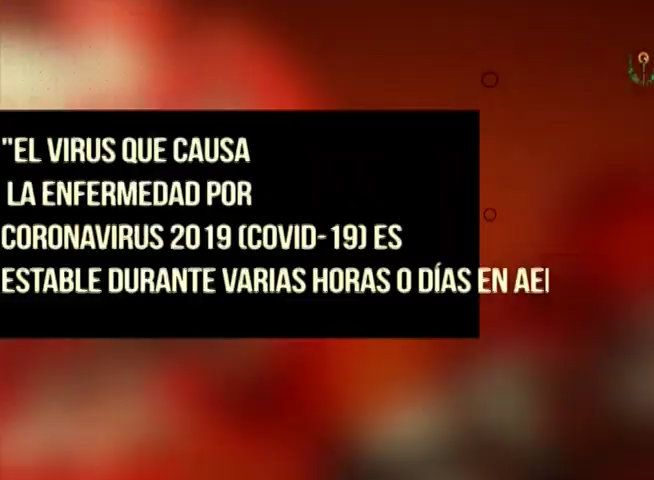 "EL VIRUS QUE CAUSA
LA ENFERMEDAD POR
CORONAVIRUS 2019 (COVID-19) ES
ESTABLE DURANTE VARIAS HORAS O DÍAS EN